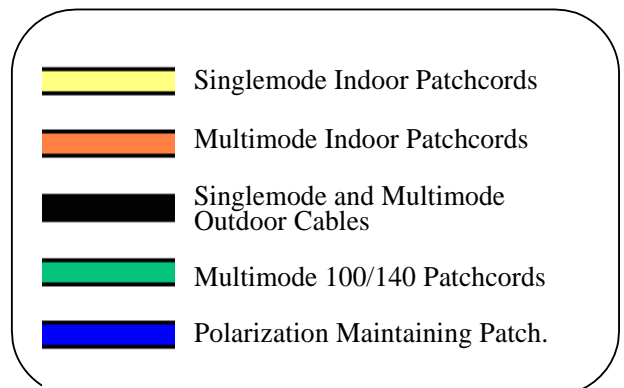 Singlemode Indoor Patchcords
Multimode Indoor Patchcords
Singlemode and Multimode
Outdoor Cables
Multimode 100/140 Patchcords
Polarization Maintaining Patch.